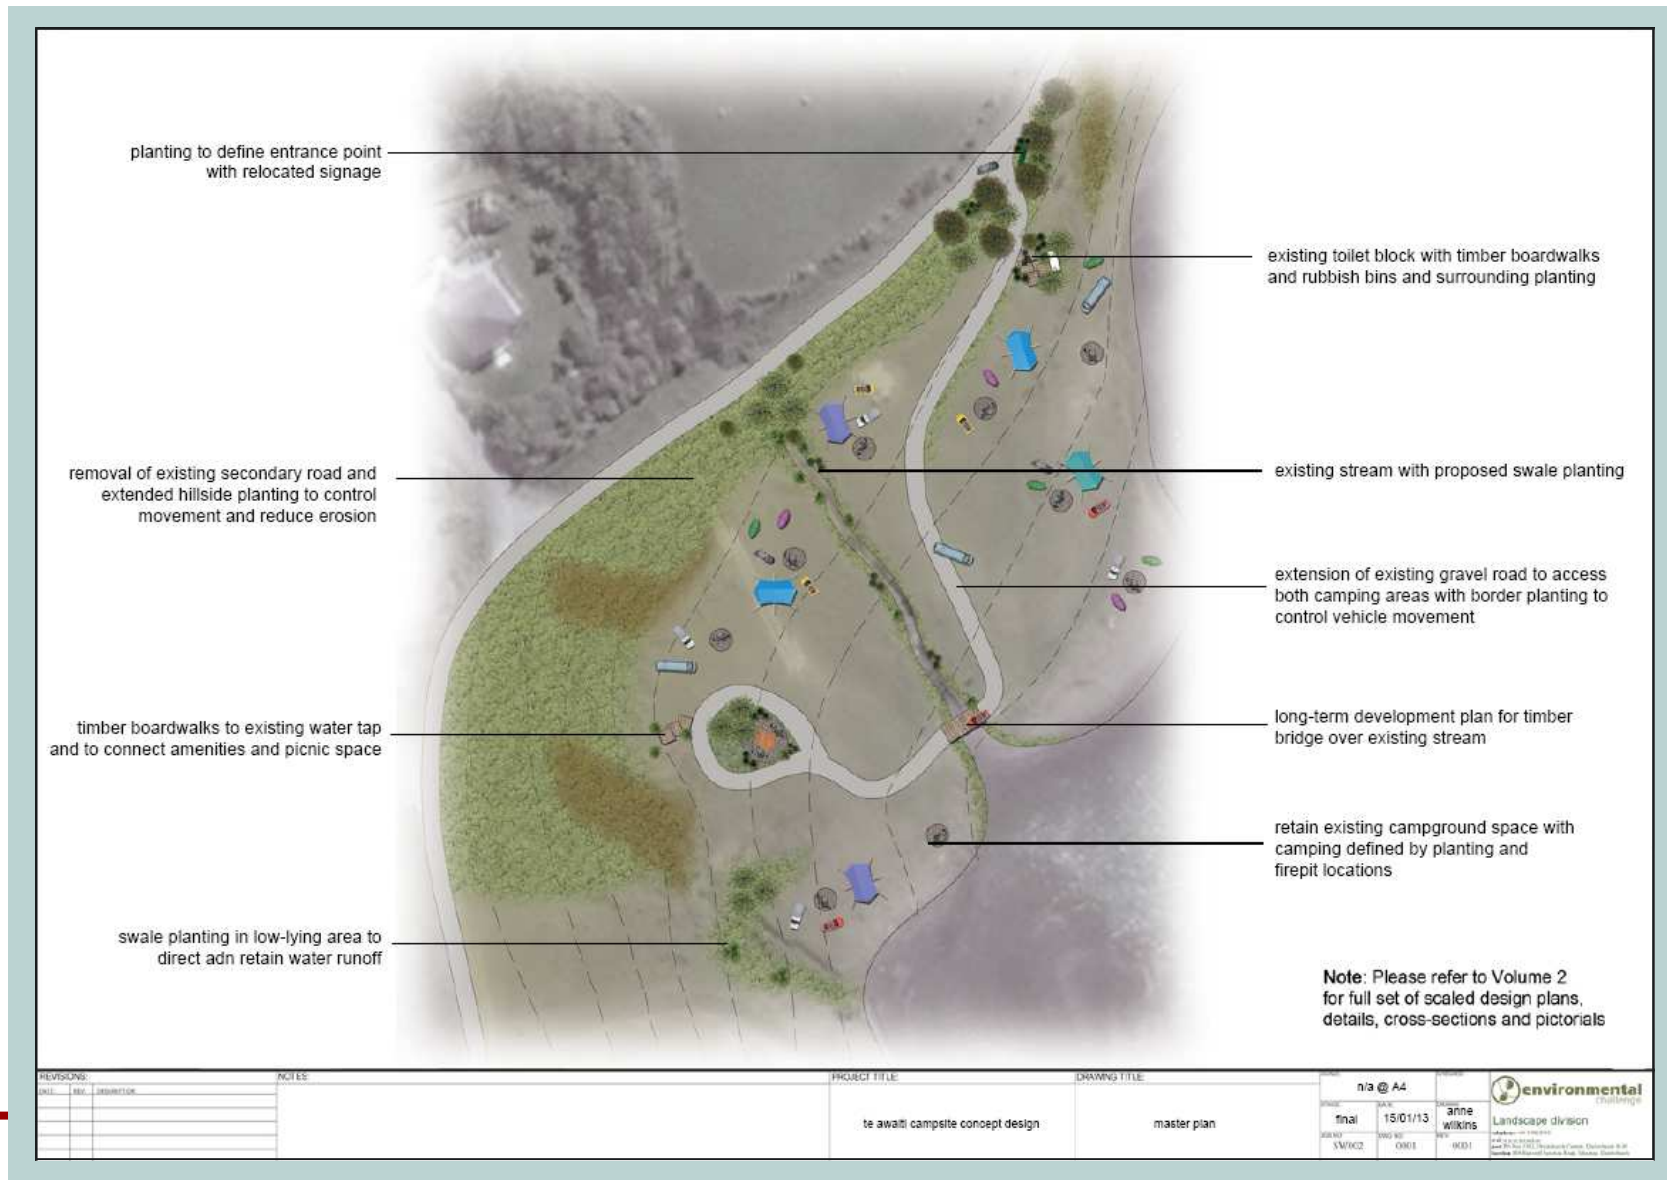 planting to define entrance point
with relocated signage
removal of existing secondary road and
extended hillside planting to control
movement and reduce erosion
timber boardwalks to existing water tap
and to connect amenities and picnic space
swale planting in low-lying area to
direct adn retain water runoff
existing toilet block with timber boardwalks
and rubbish bins and surrounding planting
existing stream with proposed swale planting
extension of existing gravel road to access
both camping areas with border planting to
control vehicle movement
long-term development plan for timber
bridge over existing stream
retain existing campground space with
camping defined by planting and
firepit locations
Note: Please refer to Volume 2
for full set of scaled design plans,
details, cross-sections and pictorials
REVISIONS:
DATE: REV: DESCRIPTION:
NOTES:
PROJECT TITLE:
te awaiti campsite concept design
DRAWING TITLE:
master plan
n/a @ A4
final
15/01/13
anne
wilkins
SW002
0001
0001
environmental
challenge
Landscape division